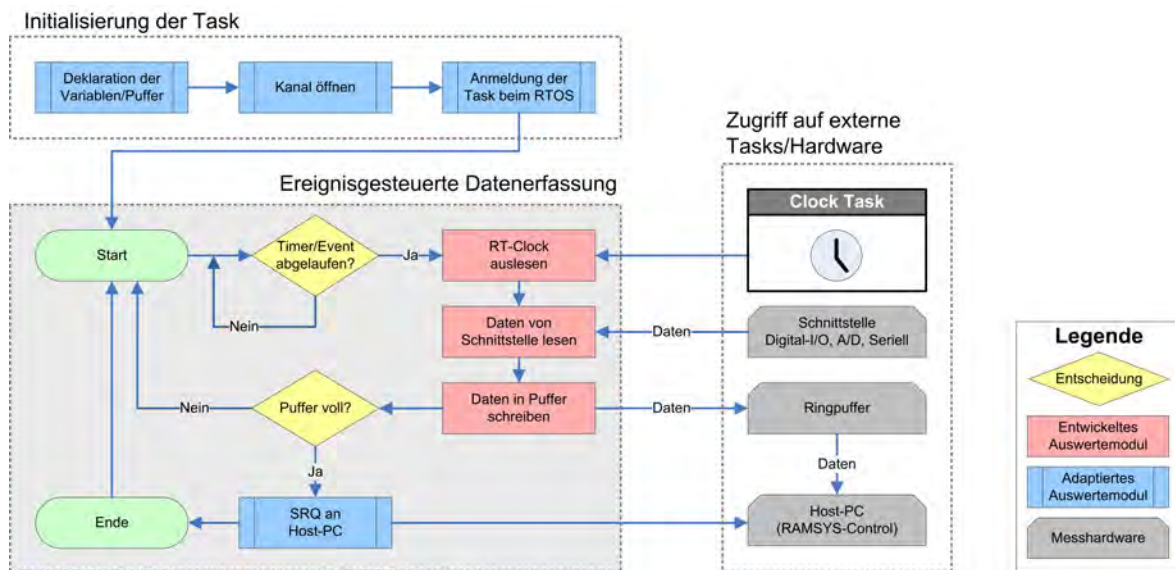 Initialisierung der Task
Deklaration der
Variablen/Puffer
Kanal öffnen
Anmeldung der
Task beim RTOS
Zugriff auf externe
Tasks/Hardware
Ereignisgesteuerte Datenerfassung
Clock Task
Start
Timer/Event
abgelaufen?
Ja
RT-Clock
auslesen
Nein
Daten von
Schnittstelle lesen
Daten
Schnittstelle
Digital-I/O, A/D, Seriell
Nein
Puffer voll?
Daten in Puffer
schreiben
Daten
Ringpuffer
Ja
Daten
Ende
SRQ an
Host-PC
Host-PC
(RAMSYS-Control)
Legende
Entscheidung
Entwickeltes
Auswertemodul
Adaptiertes
Auswertemodul
Messhardware